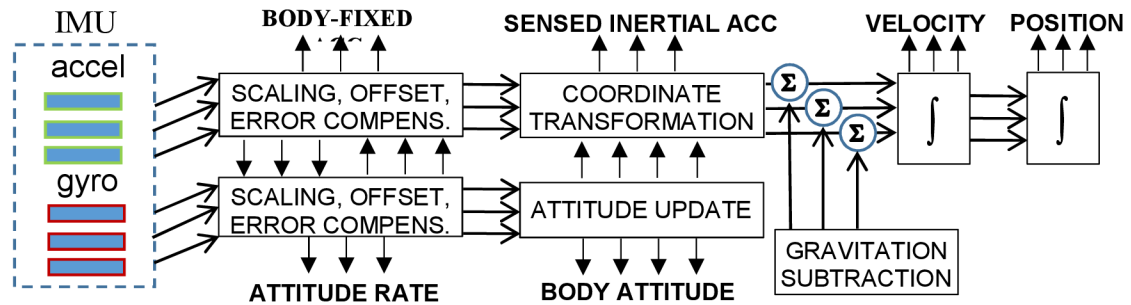 IMU
BODY-FIXED
SENSED INERTIAL ACC
VELOCITY
POSITION
accel
SCALING, OFFSET,
ERROR COMPENS.
COORDINATE
TRANSFORMATION
Σ
Σ
Σ
∫
∫
gyro
SCALING, OFFSET,
ERROR COMPENS.
ATTITUDE UPDATE
GRAVITATION
SUBTRACTION
ATTITUDE RATE
BODY ATTITUDE